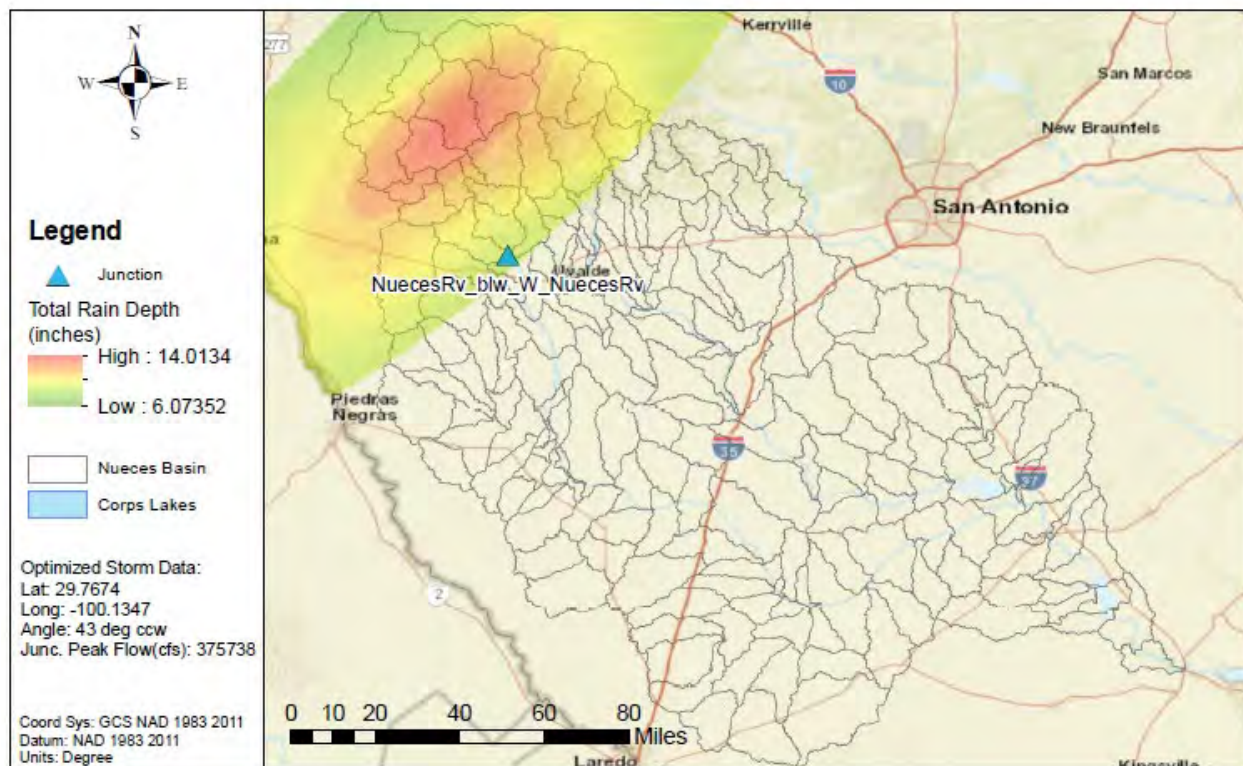 N
W
E
S
Legend
Junction
Total Rain Depth
(inches)
High : 14.0134
Low : 6.07352
Nueces Basin
Corps Lakes
Optimized Storm Data:
Lat: 29.7674
Long: -100.1347
Angle: 43 deg ccw
Junc. Peak Flow(cfs): 375738
Coord Sys: GCS NAD 1983 2011
Datum: NAD 1983 2011
Units: Degree
277
Kerrville
10
San Marcos
New Braunfels
San Antonio
Uvalde
NuecesRv_blw_W_NuecesRv
Piedras
Negras
35
37
2
0 10 20 40 60 80
Miles
Laredo
Kingsville